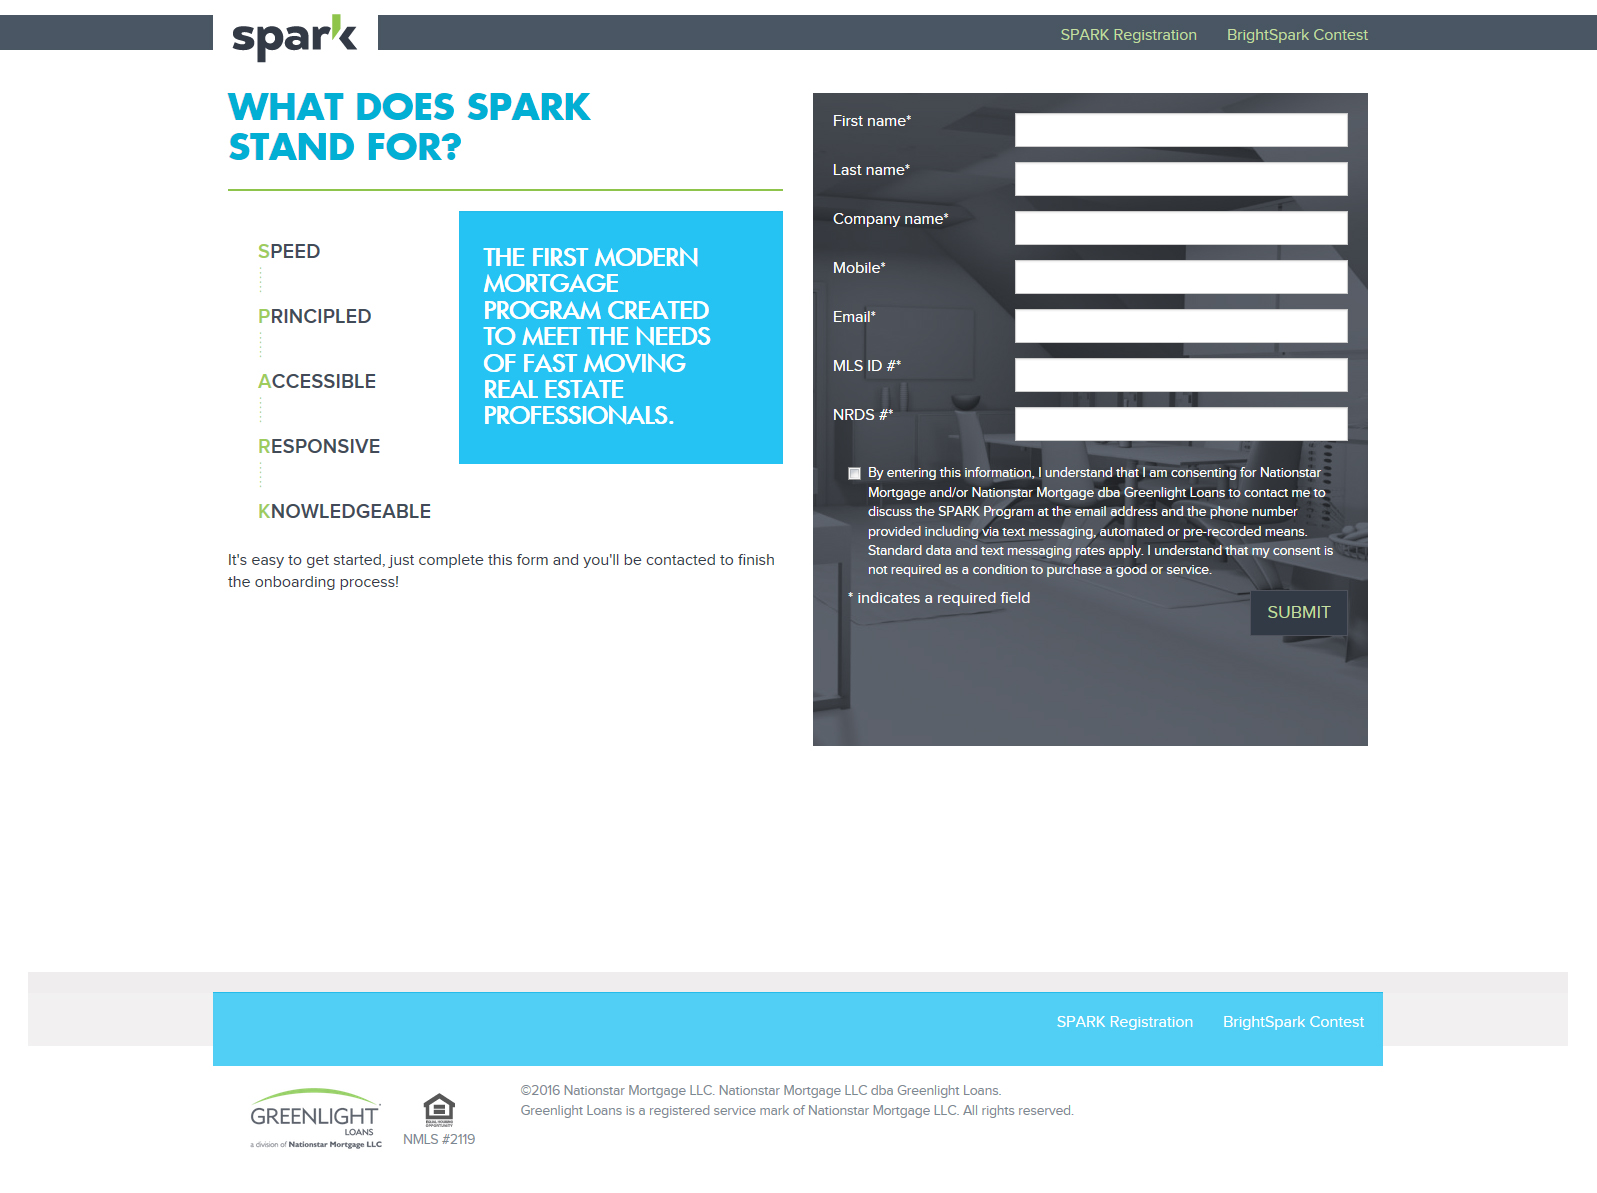 spark
SPARK Registration
BrightSpark Contest
WHAT DOES SPARK
STAND FOR?
SPEED
PRINCIPLED
ACCESSIBLE
RESPONSIVE
KNOWLEDGEABLE
THE FIRST MODERN
MORTGAGE
PROGRAM CREATED
TO MEET THE NEEDS
OF FAST MOVING
REAL ESTATE
PROFESSIONALS.
It's easy to get started, just complete this form and you'll be contacted to finish
the onboarding process!
First name*
Last name*
Company name*
Mobile*
Email*
MLS ID #*
NRDS #*
By entering this information, I understand that I am consenting for Nationstar
Mortgage and/or Nationstar Mortgage dba Greenlight Loans to contact me to
discuss the SPARK Program at the email address and the phone number
provided including via text messaging, automated or pre-recorded means.
Standard data and text messaging rates apply. I understand that my consent is
not required as a condition to purchase a good or service.
* indicates a required field
SUBMIT
SPARK Registration
BrightSpark Contest
GREENLIGHT
LOANS
a division of Nationstar Mortgage LLC
EQUAL HOUSING
OPPORTUNITY
NMLS #2119
©2016 Nationstar Mortgage LLC. Nationstar Mortgage LLC dba Greenlight Loans.
Greenlight Loans is a registered service mark of Nationstar Mortgage LLC. All rights reserved.